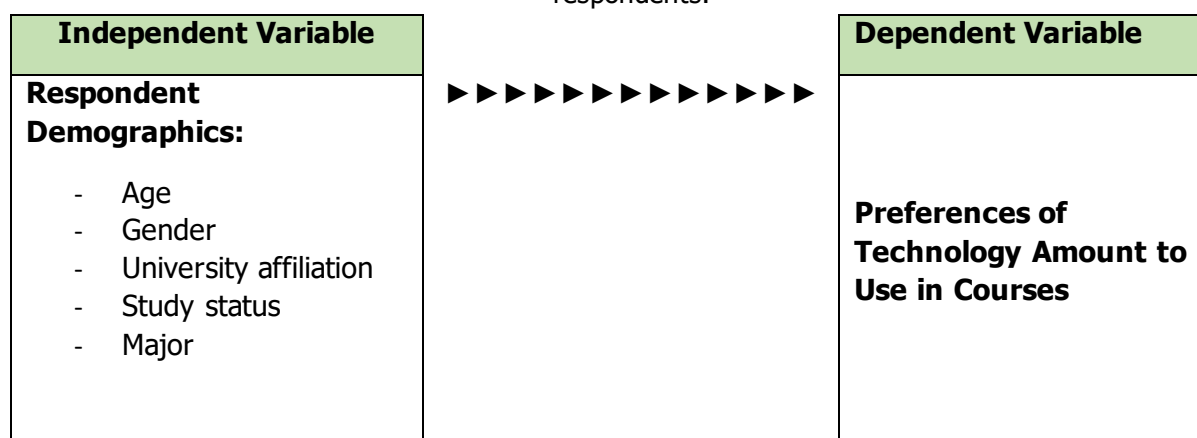 respondents.
Independent Variable
Dependent Variable
Respondent
Demographics:
►►►►►►►►►►►►►
- Age
- Gender
- University affiliation
- Study status
- Major
Preferences of
Technology Amount to
Use in Courses